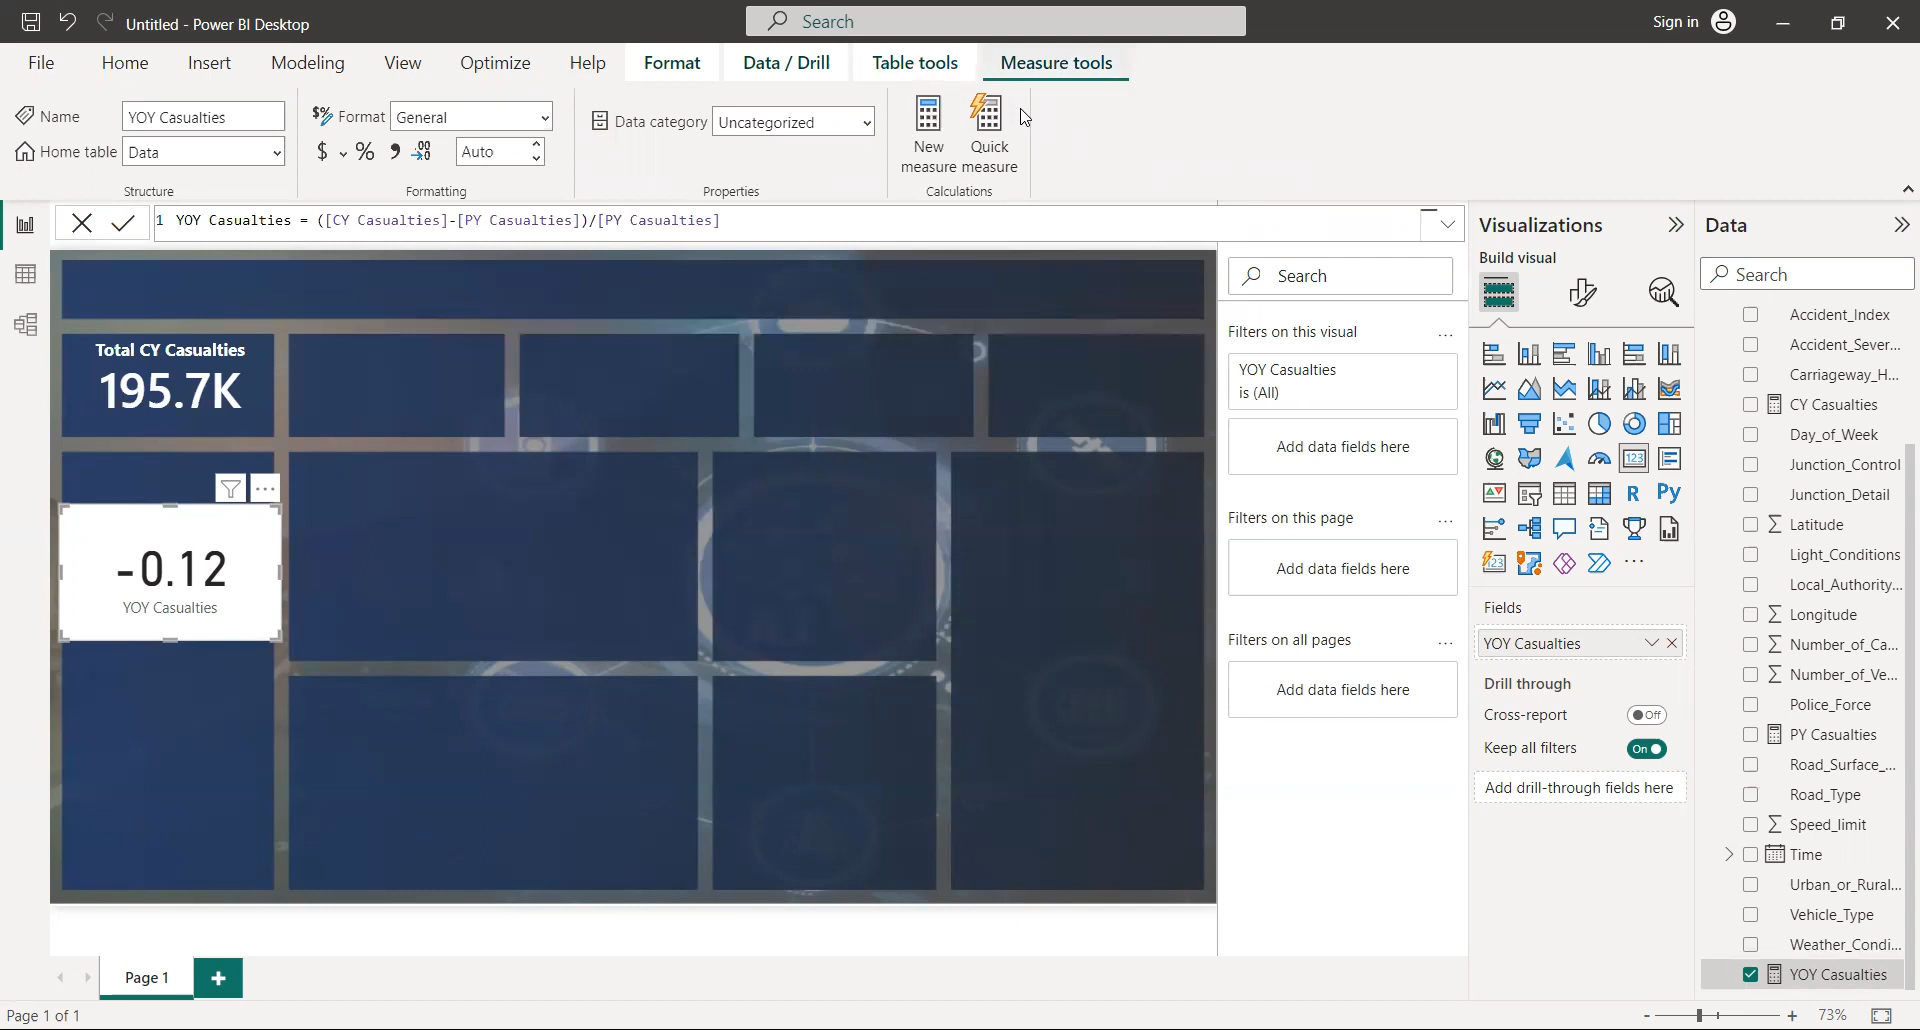 Untitled - Power BI Desktop
Search
Sign in
File
Home
Insert
Modeling
View
Optimize
Help
Format
Data / Drill
Table tools
Measure tools
Name
YOY Casualties
Home table
Data
Structure
Format
General
$
%
Auto
Formatting
Data category
Uncategorized
Properties
New
measure
Quick
measure
Calculations
1 YOY Casualties = ([CY Casualties]-[PY Casualties])/[PY Casualties]
Total CY Casualties
195.7K
-0.12
YOY Casualties
Search
Filters on this visual
...
YOY Casualties
is (All)
Add data fields here
Filters on this page
...
Add data fields here
Filters on all pages
...
Add data fields here
Visualizations
Build visual
123
R
Py
123
...
Fields
YOY Casualties
Drill through
Cross-report
Off
Keep all filters
On
Add drill-through fields here
Data
Search
Accident_Index
Accident_Sever...
Carriageway_H...
CY Casualties
Day_of_Week
Junction_Control
Junction_Detail
Latitude
Light_Conditions
Local_Authority...
Longitude
Number_of_Ca...
Number_of_Ve...
Police_Force
PY Casualties
Road_Surface_...
Road_Type
Speed_limit
Time
Urban_or_Rural...
Vehicle_Type
Weather_Condi...
YOY Casualties
Page 1
+
Page 1 of 1
-
+
73%